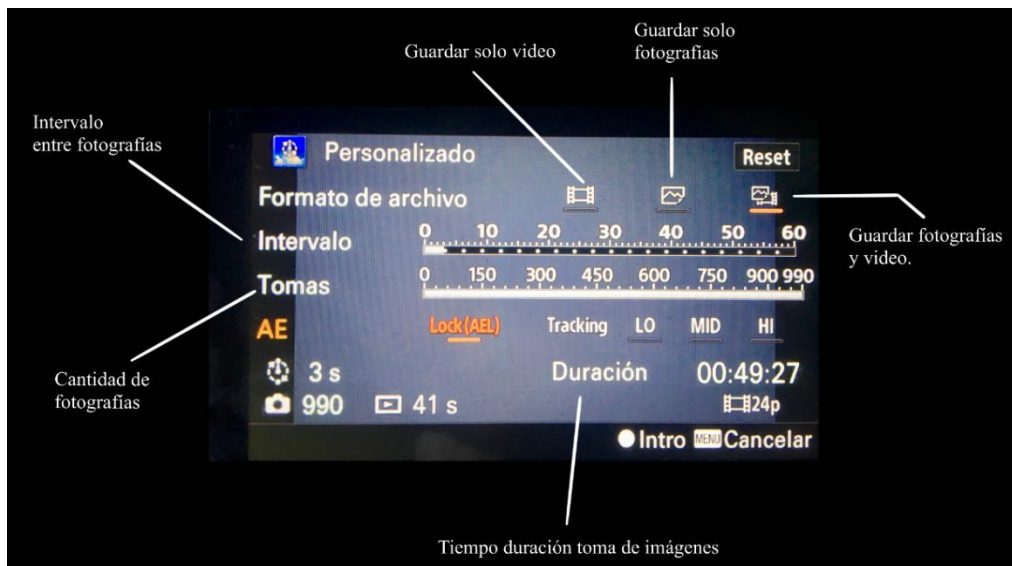 Guardar solo
fotografías
Guardar solo video
Intervalo
entre fotografías
Personalizado
Reset
Formato de archivo
Guardar fotografías
y video.
Intervalo
0 10 20 30 40 50 60
Tomas
0 150 300 450 600 750 900 990
AE
Lock(AEL) Tracking LO MID HI
3 s
Duración 00:49:27
Cantidad de
fotografías
990
41 s
24p
Intro MENU Cancelar
Tiempo duración toma de imágenes